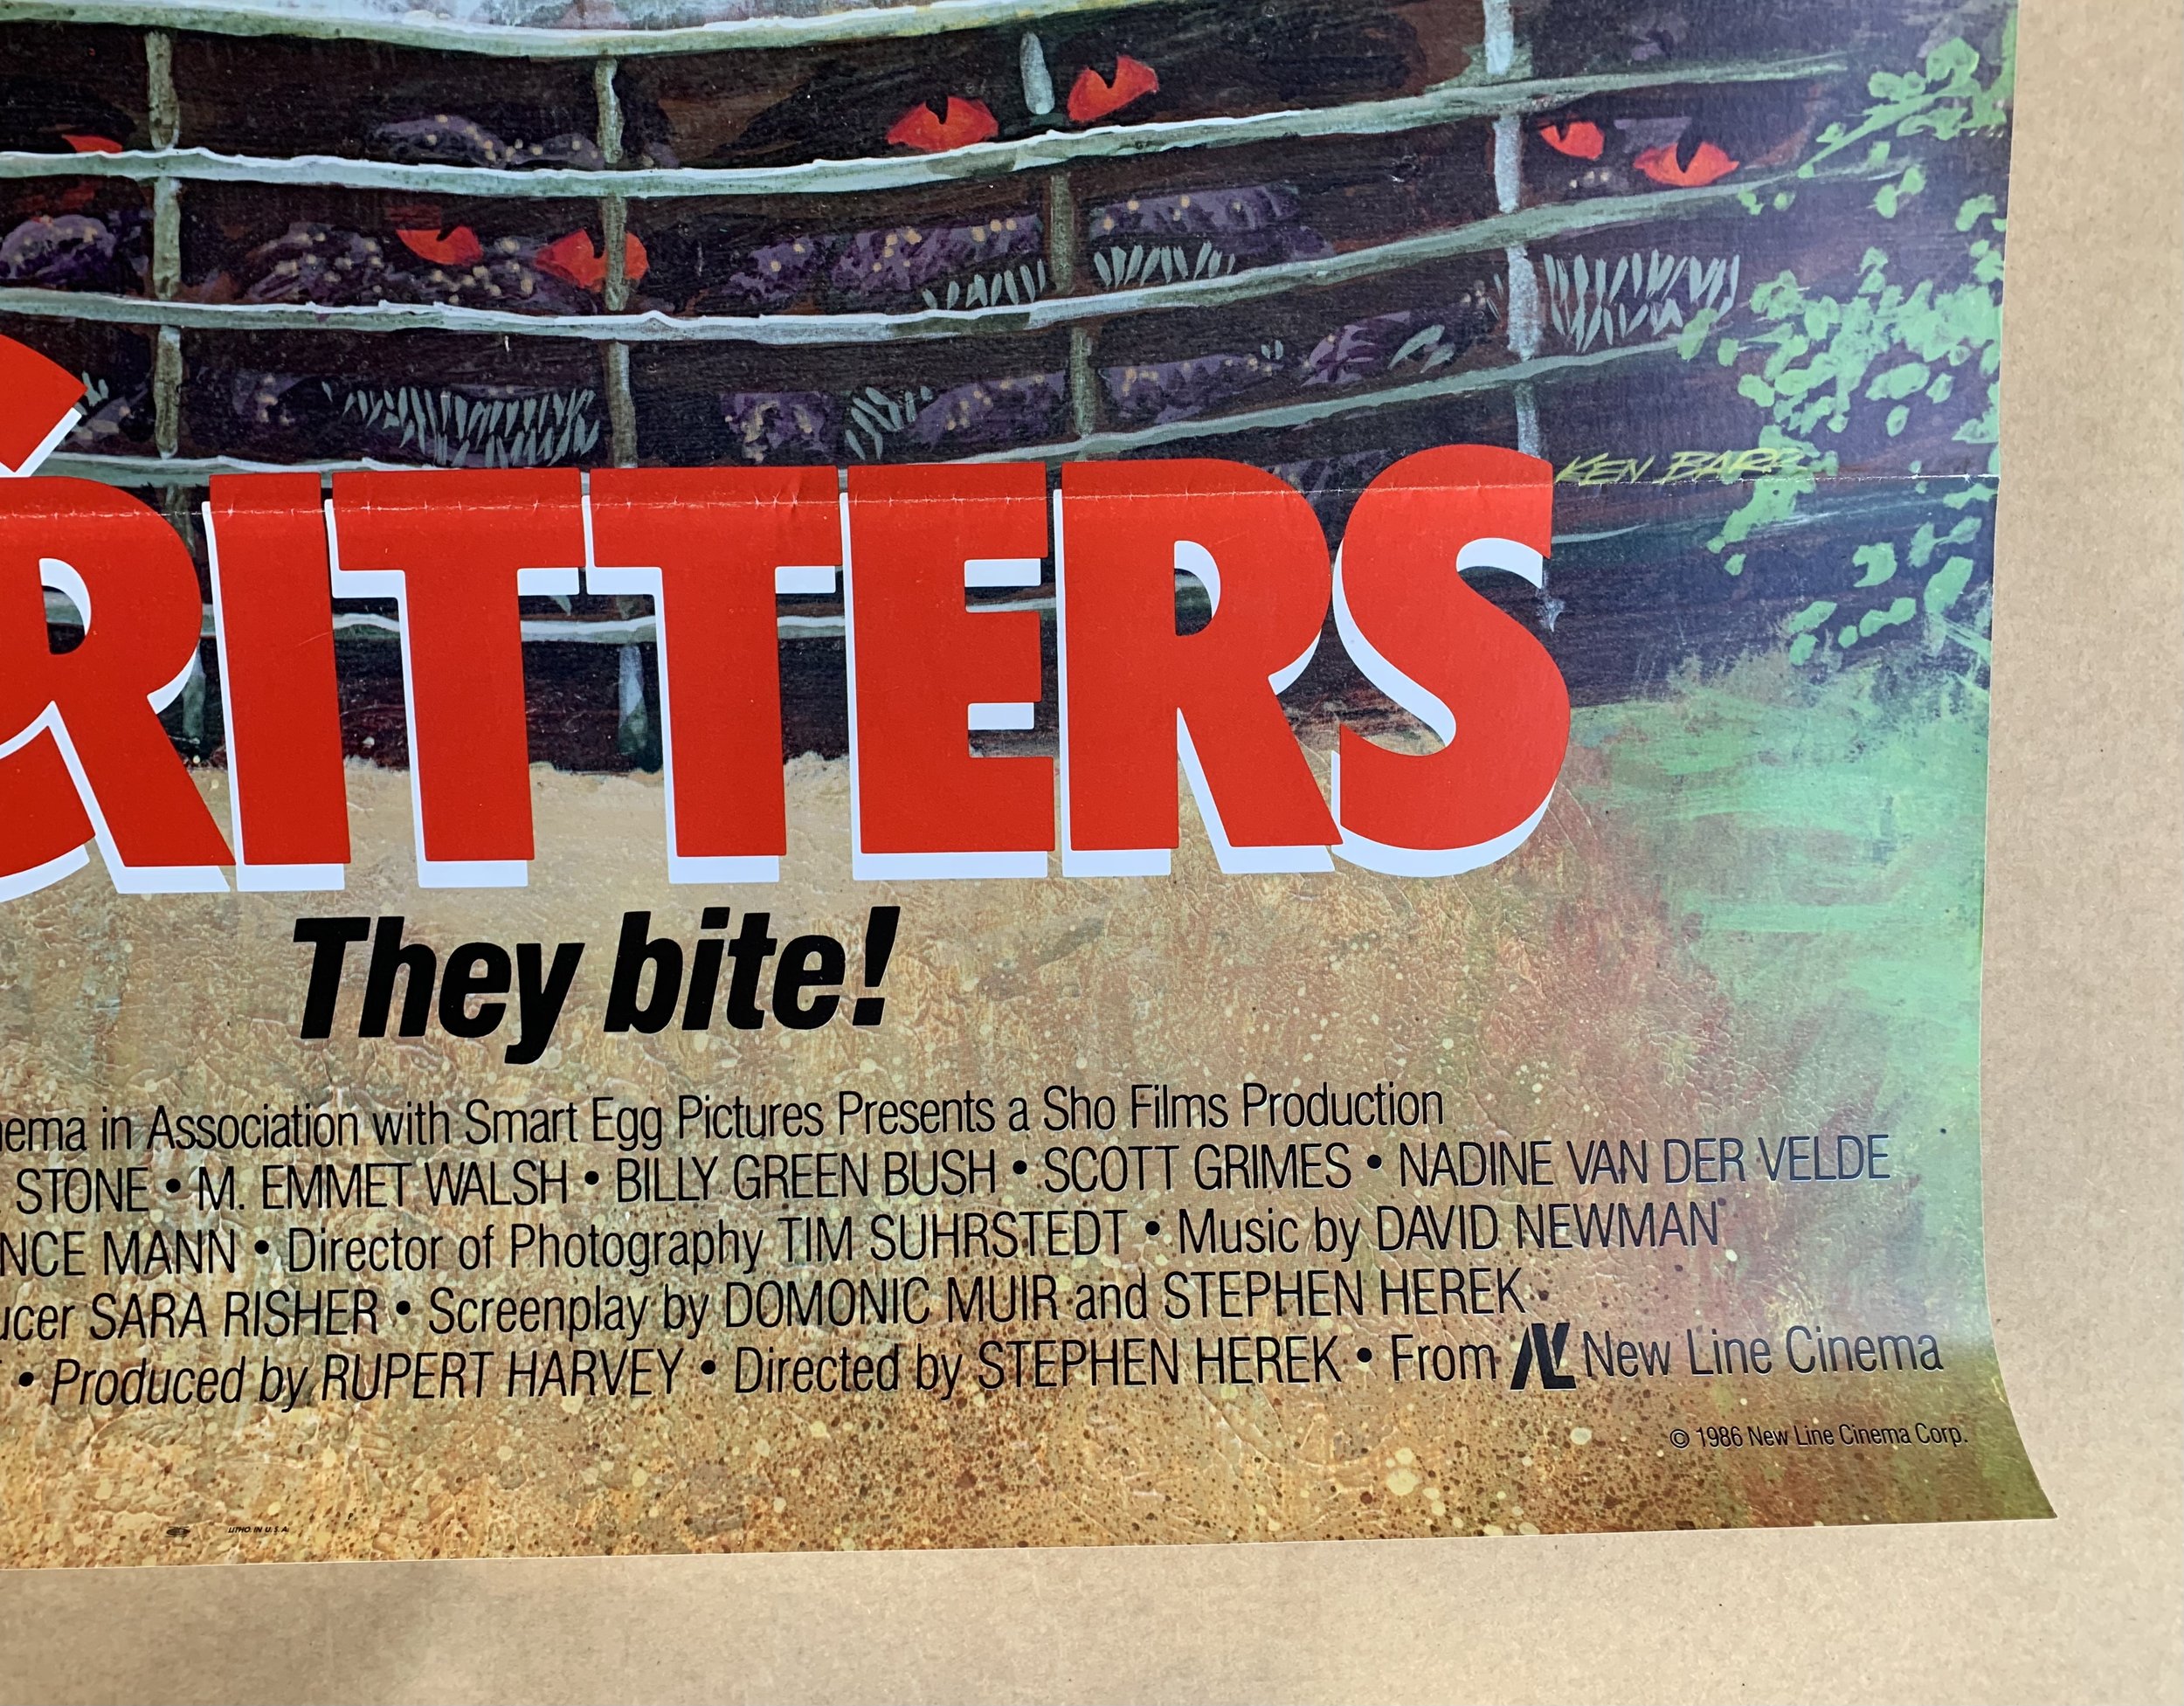 CRITTERS
KEN BARR
They bite!
nema in Association with Smart Egg Pictures Presents a Sho Films Production
STONE • M. EMMET WALSH • BILLY GREEN BUSH • SCOTT GRIMES • NADINE VAN DER VELDE
NCE MANN • Director of Photography TIM SUHRSTEDT • Music by DAVID NEWMAN
ucer SARA RISHER • Screenplay by DOMONIC MUIR and STEPHEN HEREK
• Produced by RUPERT HARVEY • Directed by STEPHEN HEREK • From NL New Line Cinema
© 1986 New Line Cinema Corp.
LITHO. IN U.S.A.